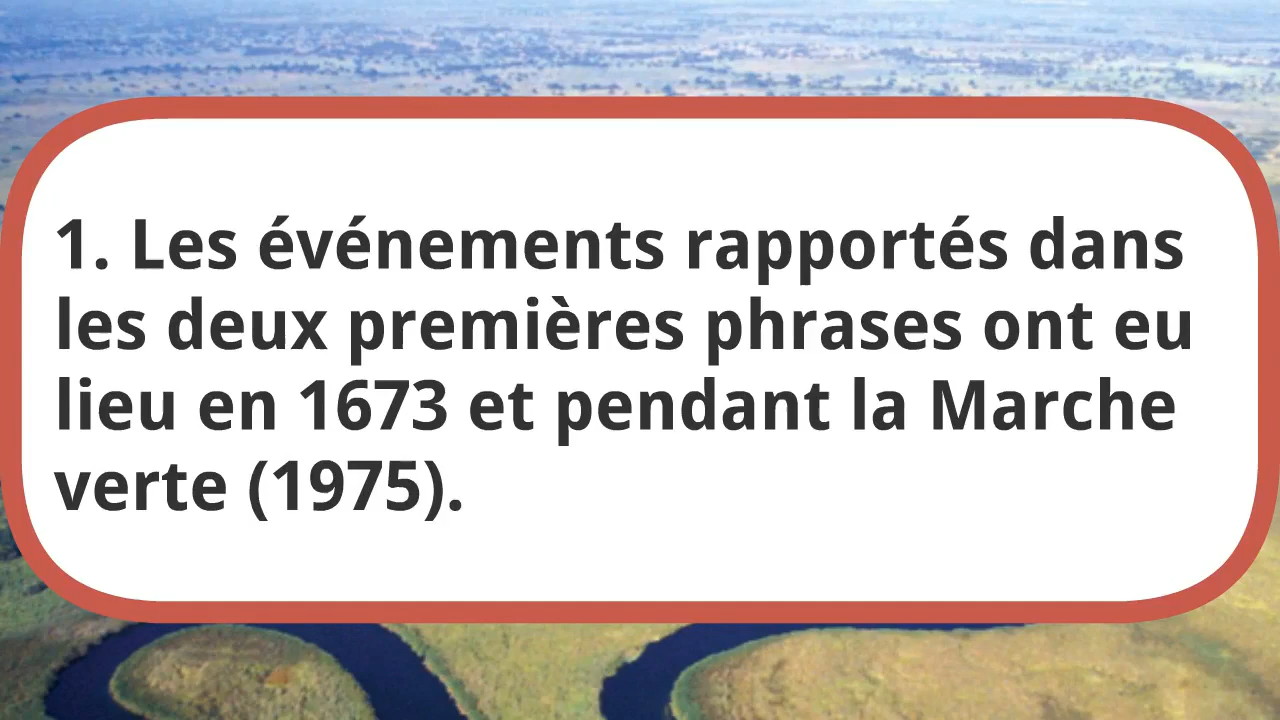 1. Les événements rapportés dans
les deux premières phrases ont eu
lieu en 1673 et pendant la Marche
verte (1975).